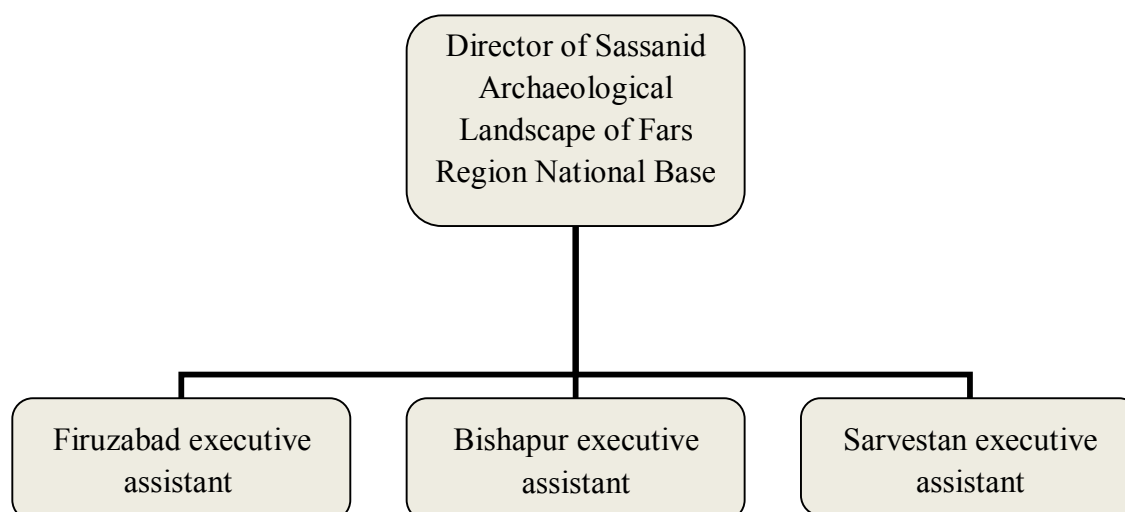 Director of Sassanid
Archaeological
Landscape of Fars
Region National Base
Firuzabad executive
assistant
Bishapur executive
assistant
Sarvestan executive
assistant